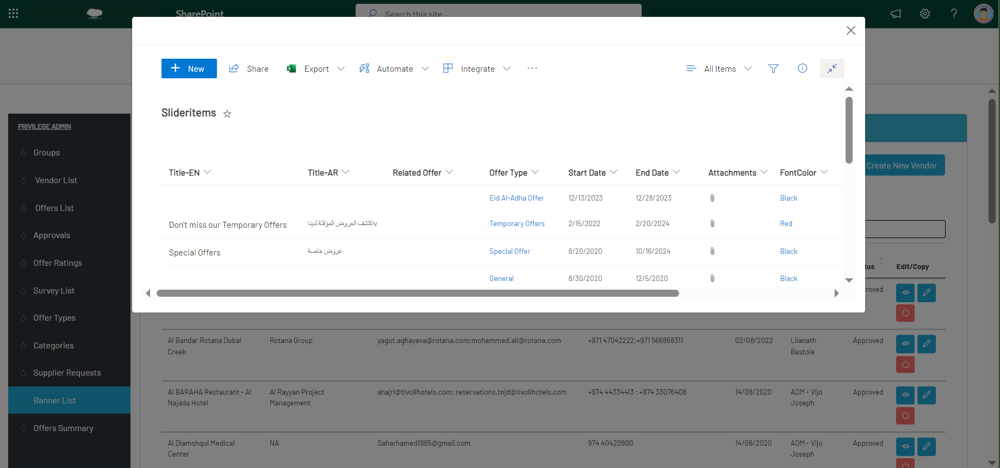 SharePoint
Search this site
New
Share
Export
Automate
Integrate
All Items
Slideritems
Title-EN
Title-AR
Related Offer
Offer Type
Start Date
End Date
Attachments
FontColor
Eid Al-Adha Offer
12/13/2023
12/28/2023
Black
Don't miss our Temporary Offers
اكتشف العروض المؤقتة لديناv
Temporary Offers
2/15/2022
2/20/2024
Red
Special Offers
عروض خاصة
Special Offer
8/20/2020
10/16/2024
Black
General
8/30/2020
12/5/2020
Black
PRIVILEGE ADMIN
Groups
Vendor List
Offers List
Approvals
Offer Ratings
Survey List
Offer Types
Categories
Supplier Requests
Banner List
Offers Summary
Create New Vendor
tus
Edit/Copy
roved
Al Bandar Rotana Dubai
Creek
Rotana Group
yagut.aghayeva@rotana.com;mohammed.ali@rotana.com
+971 47042222;+971 566868311
02/08/2022
Lilanath
Bastola
Approved
Al BARAHA Restaurant - Al
Najada Hotel
Al Rayyan Project
Management
ahajri@tivolihotels.com; reservations.tnjd@tivolihotels.com
+974 44334413 ; +974 33076408
14/08/2020
ADM - Vijo
Joseph
Approved
Al Diamshqui Medical
Center
NA
Saharhamed1985@gmail.com
974 40420800
14/08/2020
ADM - Vijo
Joseph
Approved